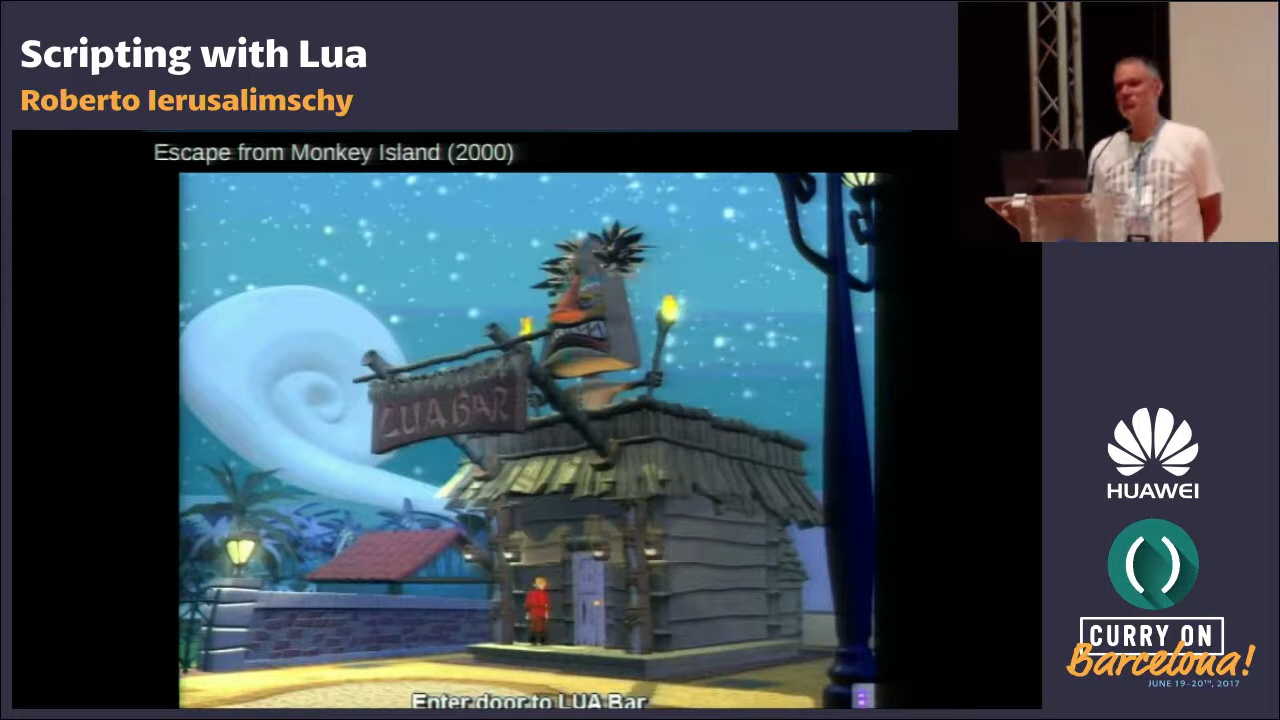 Scripting with Lua
Roberto Ierusalimschy
Escape from Monkey Island (2000)
LUA BAR
Enter door to LUA Bar
HUAWEI
CURRY ON
Barcelona!
JUNE 19-20TH, 2017